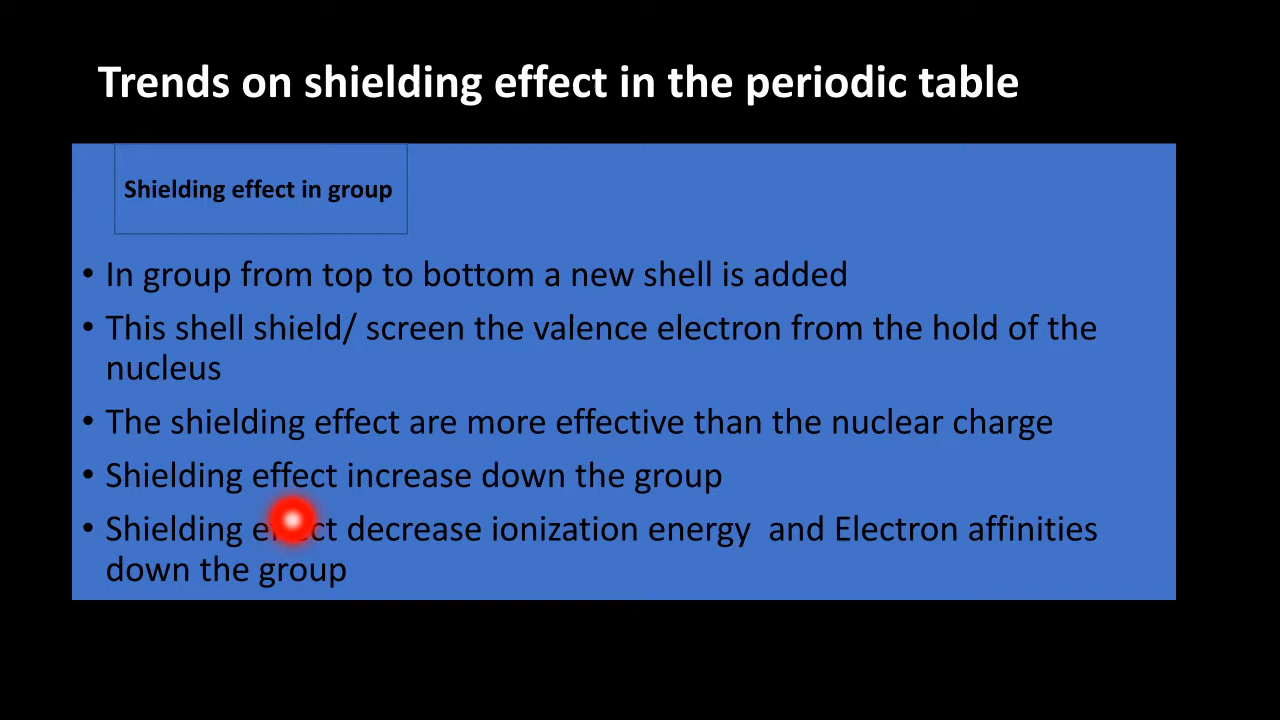 Trends on shielding effect in the periodic table
Shielding effect in group
• In group from top to bottom a new shell is added
• This shell shield/ screen the valence electron from the hold of the
nucleus
• The shielding effect are more effective than the nuclear charge
• Shielding effect increase down the group
• Shielding effect decrease ionization energy and Electron affinities
down the group